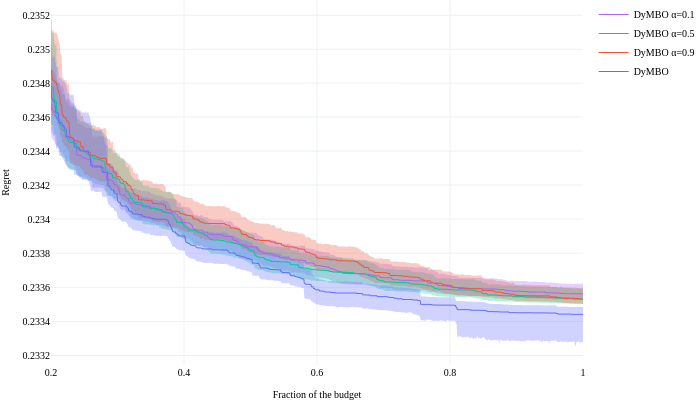 0.2352
0.235
0.2348
0.2346
0.2344
0.2342
0.234
0.2338
0.2336
0.2334
0.2332
Regret
0.2
0.4
0.6
0.8
1
Fraction of the budget
DyMBO α=0.1
DyMBO α=0.5
DyMBO α=0.9
DyMBO